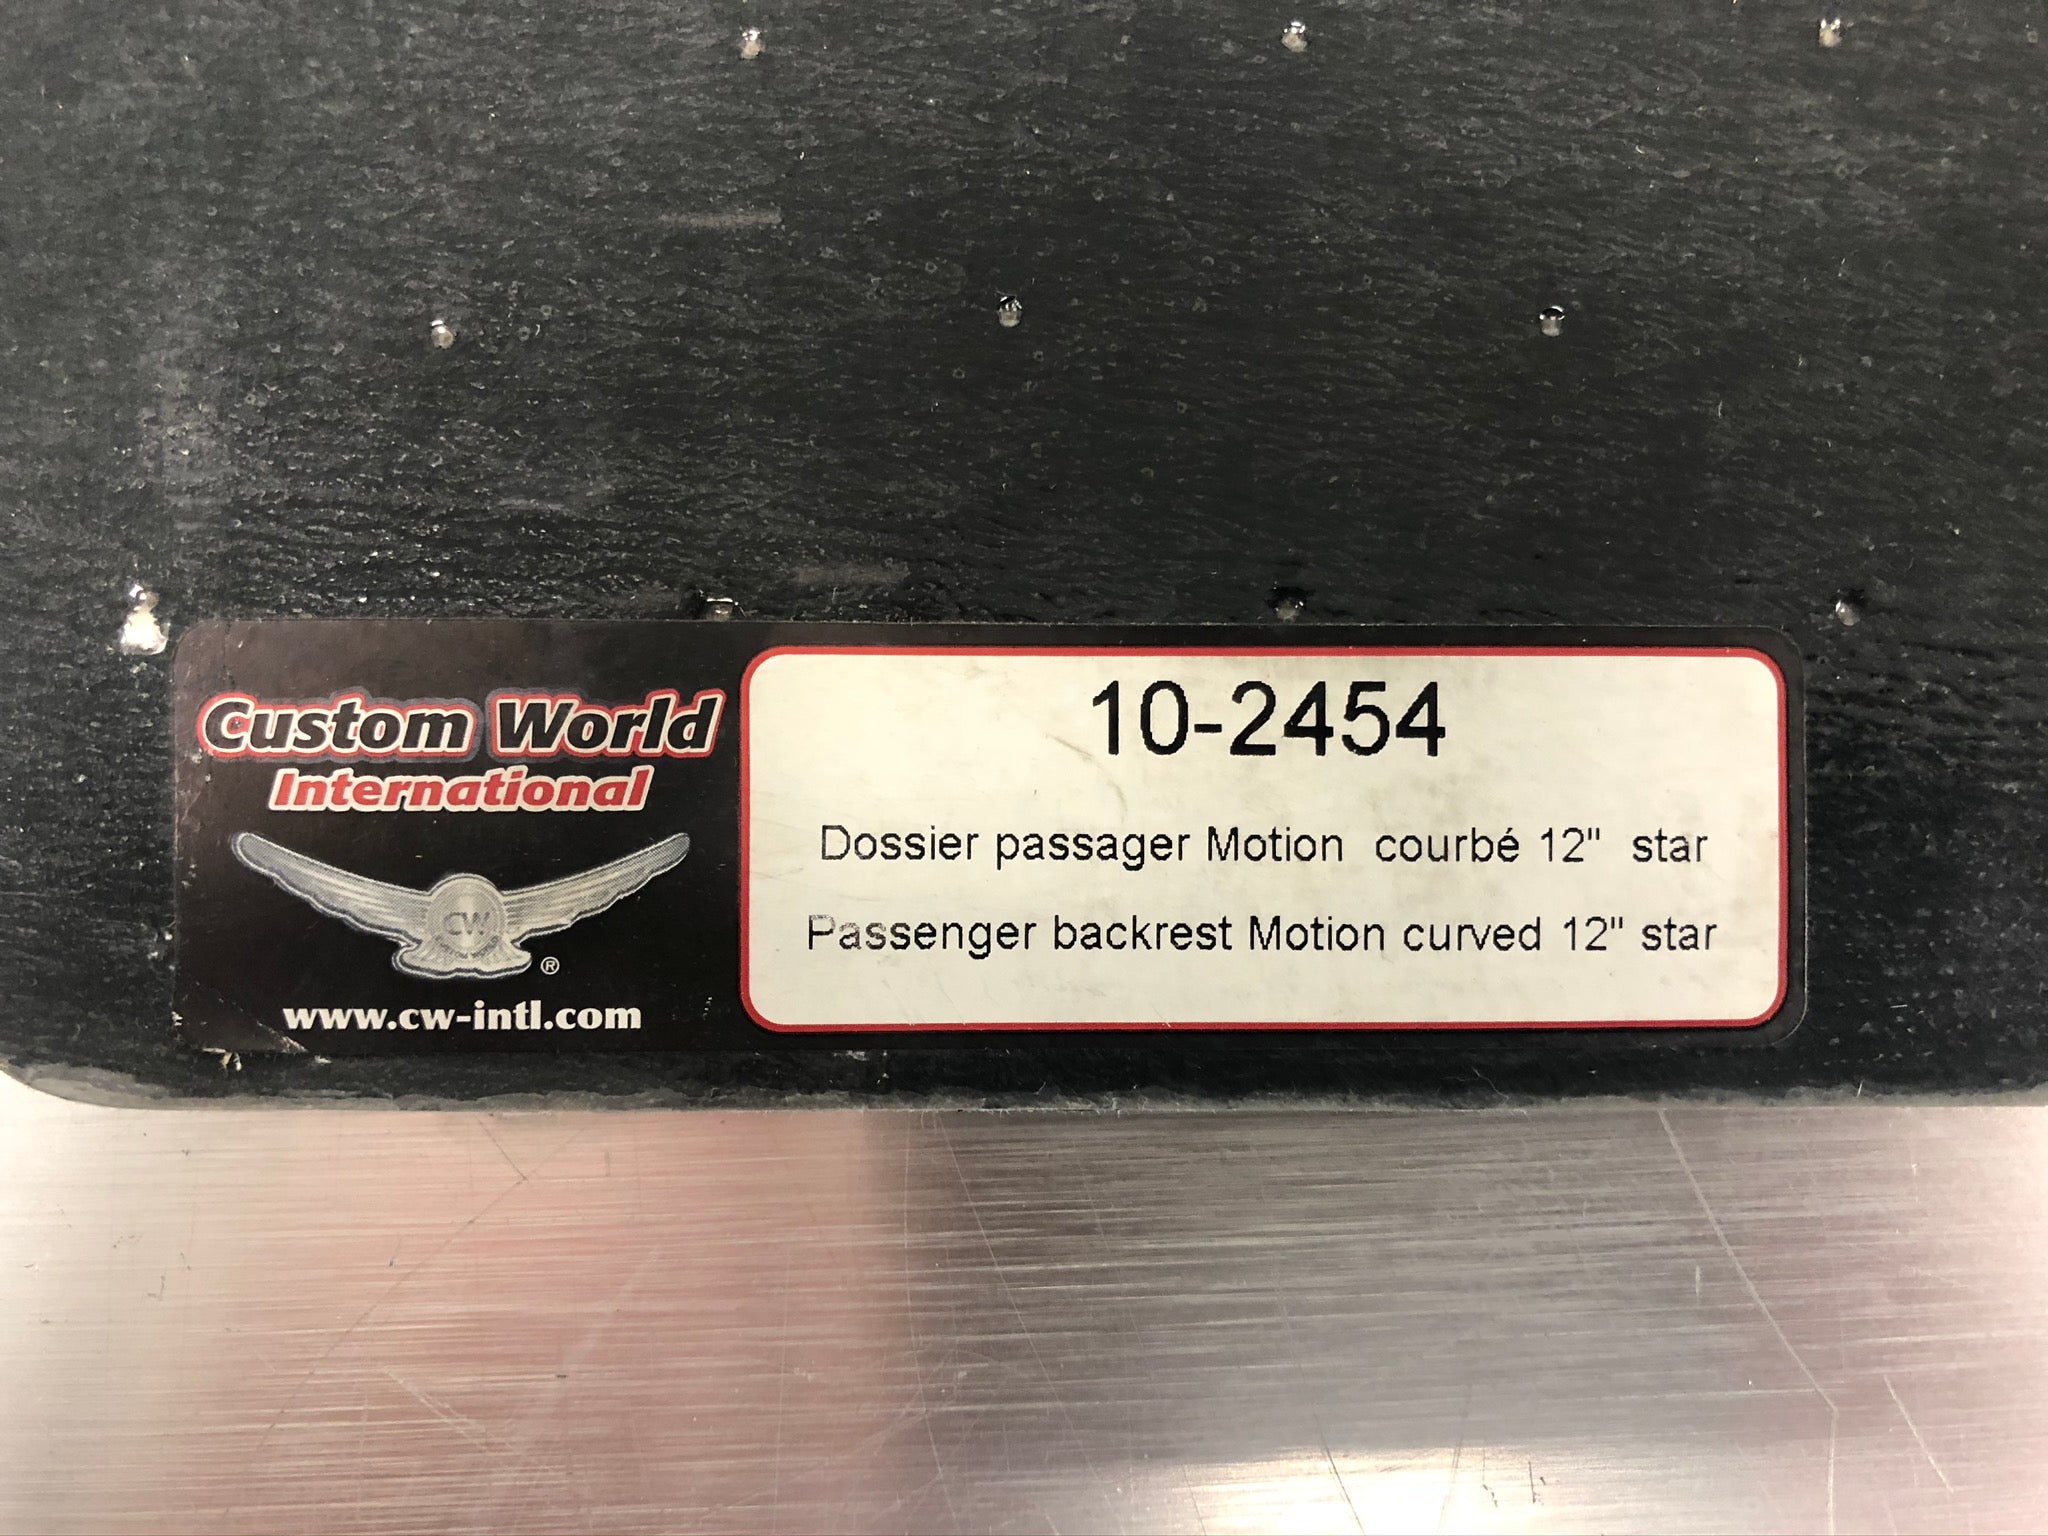 Custom World
International
CW
®
www.cw-intl.com
10-2454
Dossier passager Motion courbé 12" star
Passenger backrest Motion curved 12" star